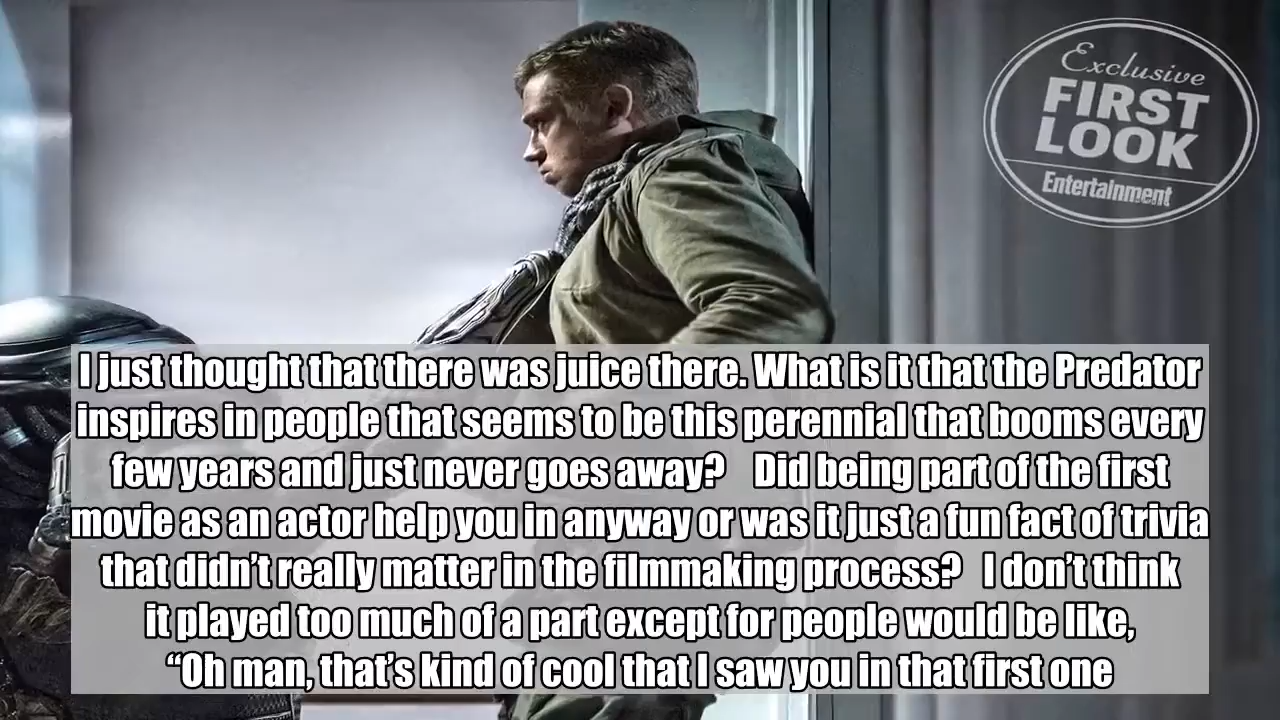 Exclusive
FIRST
LOOK
Entertainment
I just thought that there was juice there. What is it that the Predator
inspires in people that seems to be this perennial that booms every
few years and just never goes away? Did being part of the first
movie as an actor help you in anyway or was it just a fun fact of trivia
that didn’t really matter in the filmmaking process? I don’t think
it played too much of a part except for people would be like,
“Oh man, that’s kind of cool that I saw you in that first one